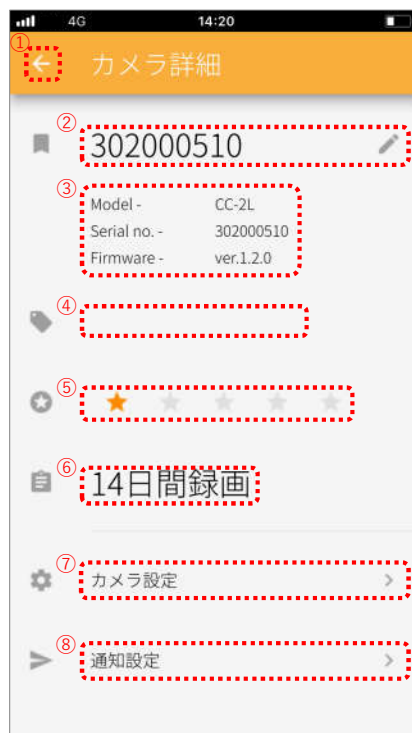 4G 14:20
① カメラ詳細
② 302000510
③
Model - CC-2L
Serial no. - 302000510
Firmware - ver.1.2.0
④
⑤
⑥ 14日間録画
⑦ カメラ設定
⑧ 通知設定